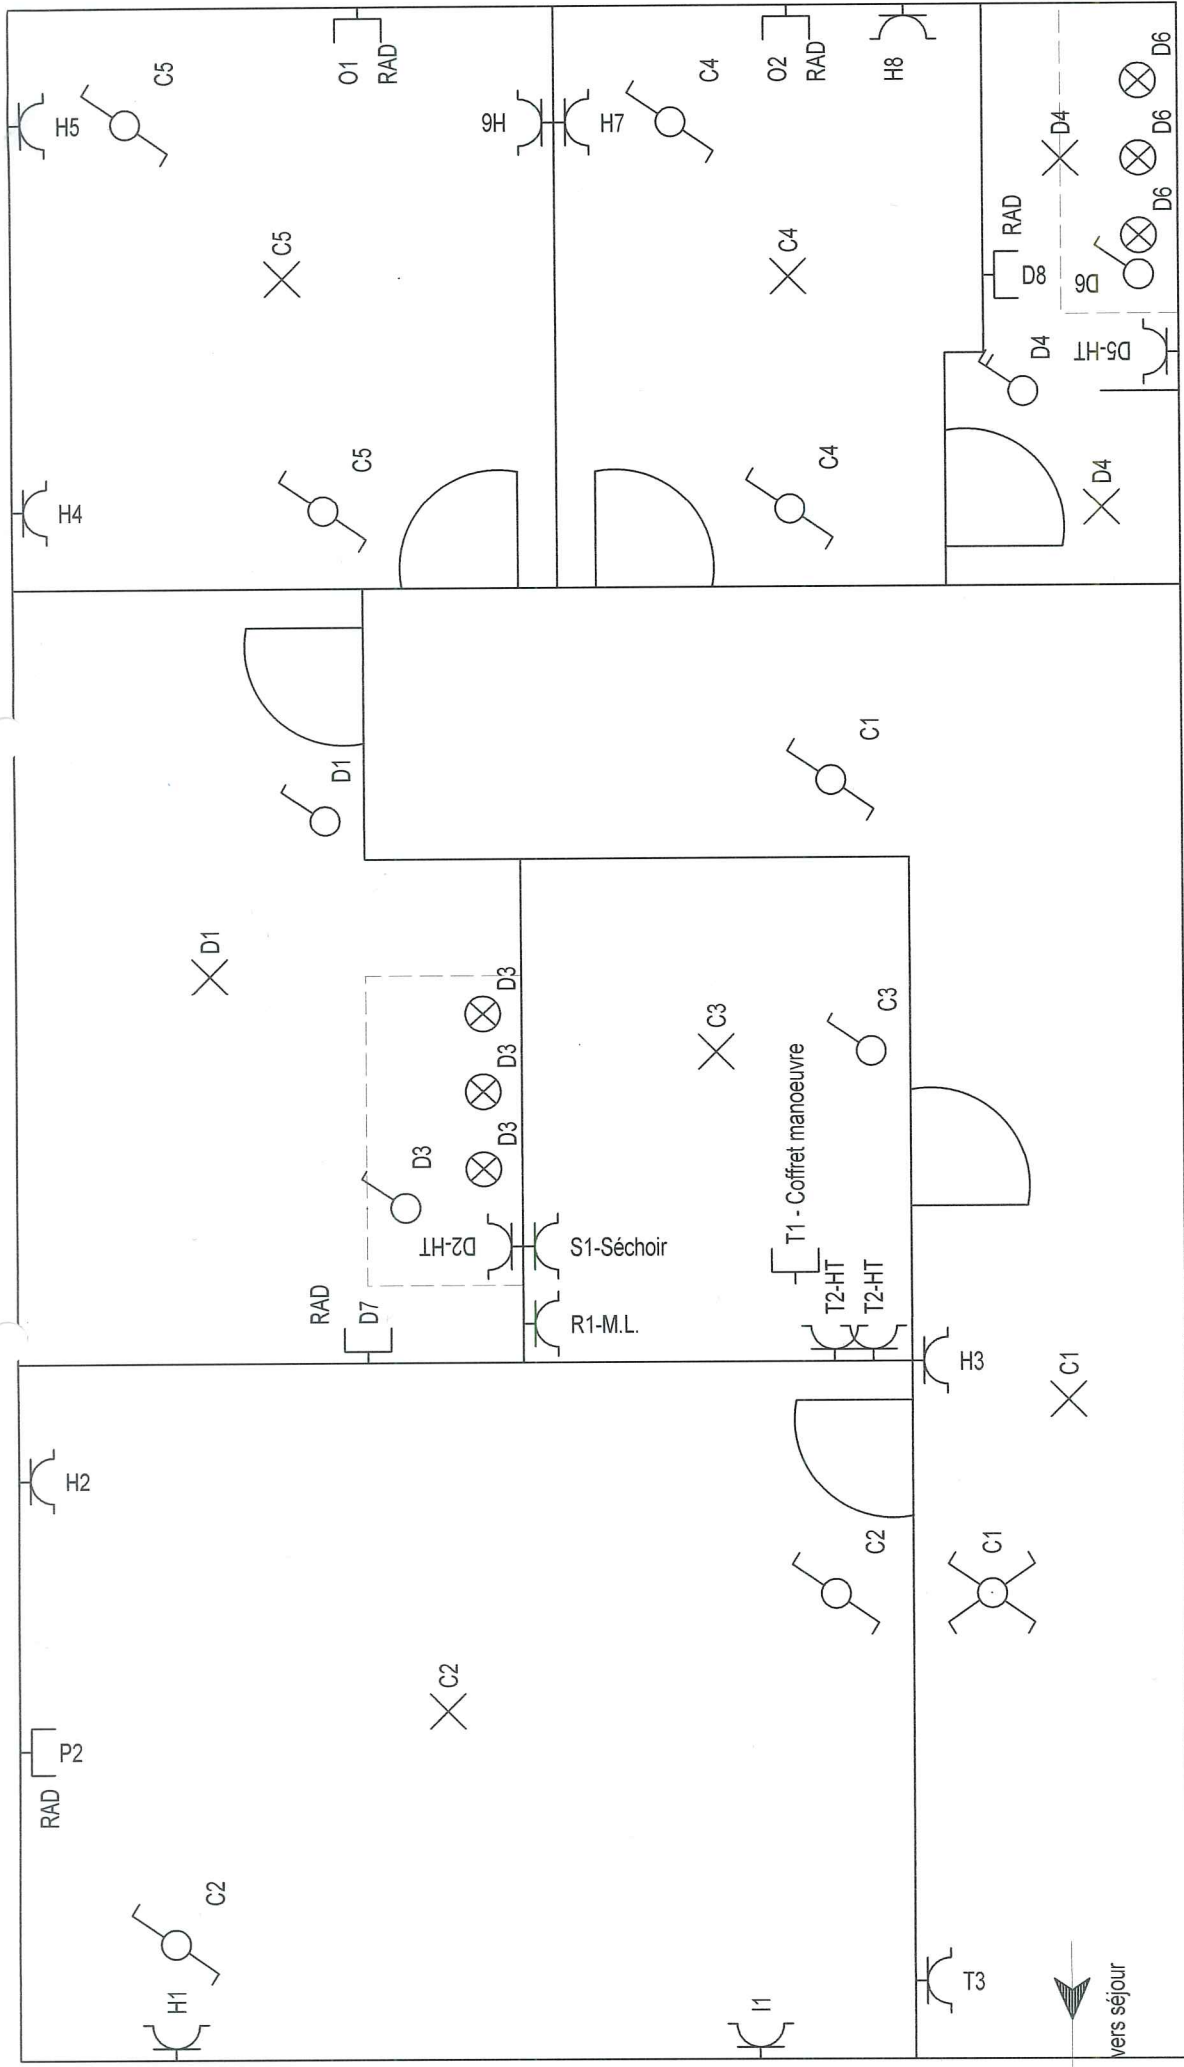 C5
O1
RAD
C4
O2
RAD
H8
D6
H5
H6
H7
D4
D6
D6
RAD
C5
C4
D8
D6
D4
D5-HT
H4
C5
C4
D4
D1
C1
D1
D3
C3
C3
D3
D3
D3
T1 - Coffret manoeuvre
D2-HT
S1-Séchoir
RAD
D7
R1-M.L.
T2-HT
T2-HT
H3
C1
H2
C2
C1
C2
P2
RAD
C2
H1
I1
T3
vers séjour